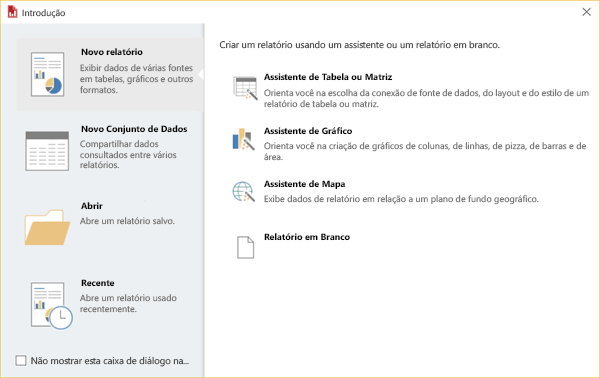 Introdução
Novo relatório
Exibir dados de várias fontes
em tabelas, gráficos e outros
formatos.
Novo Conjunto de Dados
Compartilhar dados
consultados entre vários
relatórios.
Abrir
Abre um relatório salvo.
Recente
Abre um relatório usado
recentemente.
Não mostrar esta caixa de diálogo na...
Criar um relatório usando um assistente ou um relatório em branco.
Assistente de Tabela ou Matriz
Orienta você na escolha da conexão de fonte de dados, do layout e do estilo de um
relatório de tabela ou matriz.
Assistente de Gráfico
Orienta você na criação de gráficos de colunas, de linhas, de pizza, de barras e de
área.
Assistente de Mapa
Exibe dados de relatório em relação a um plano de fundo geográfico.
Relatório em Branco